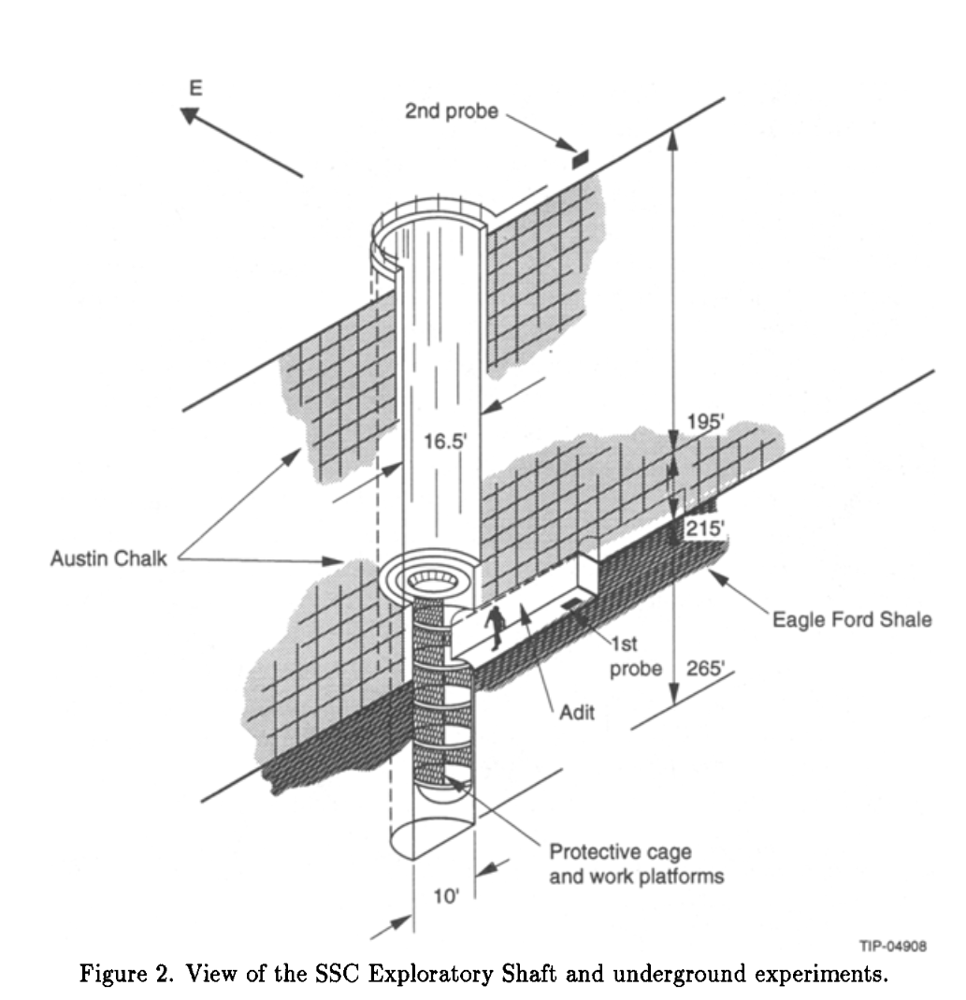 E
2nd probe
195'
16.5'
215'
Austin Chalk
Eagle Ford Shale
1st
probe
265'
Adit
Protective cage
and work platforms
10'
TIP-04908
Figure 2. View of the SSC Exploratory Shaft and underground experiments.